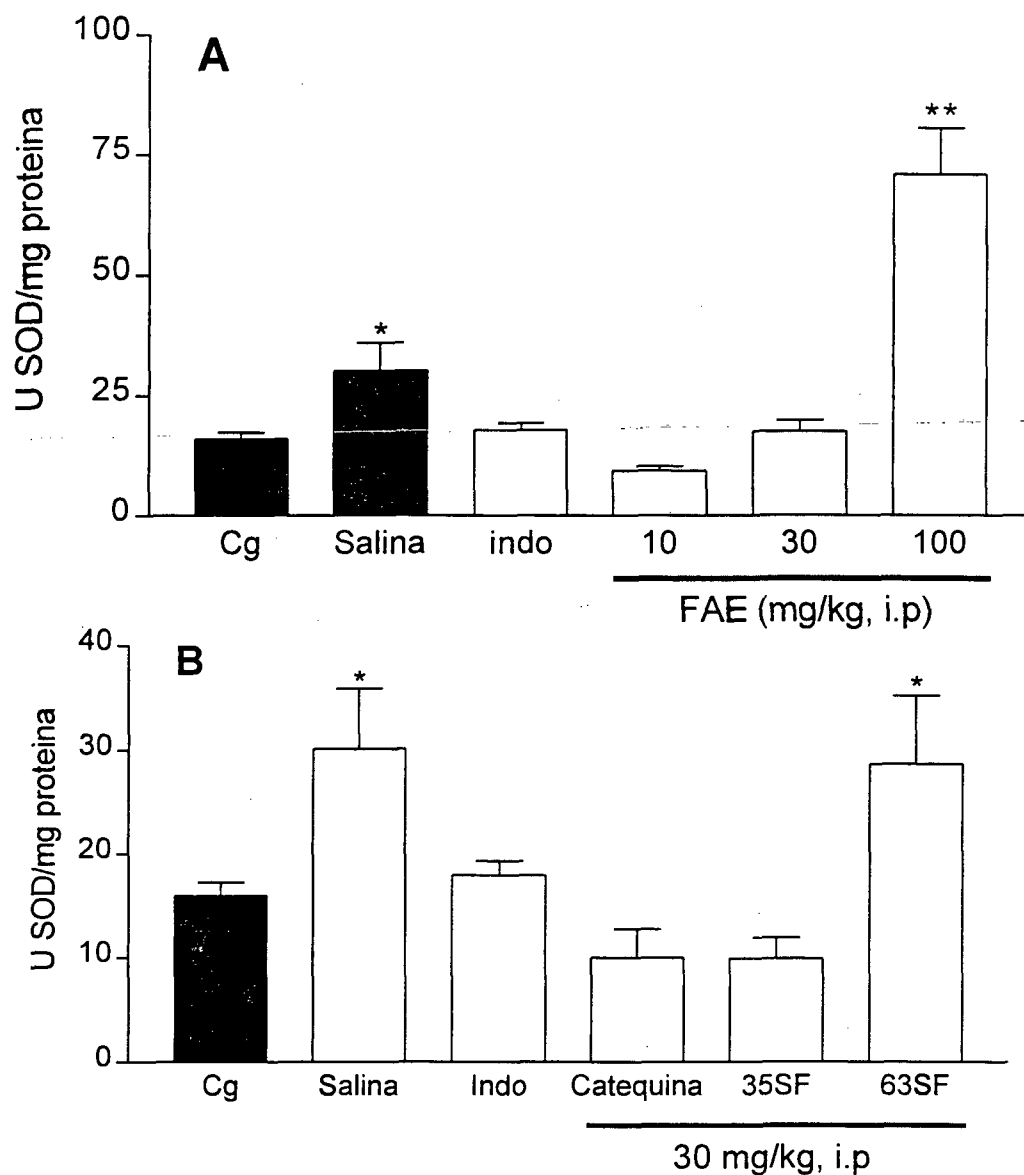 A
U SOD/mg proteina
100
75
50
25
0
*
**
Cg Salina indo 10 30 100
FAE (mg/kg, i.p)
B
U SOD/mg proteina
40
30
20
10
0
*
*
Cg Salina Indo Catequina 35SF 63SF
30 mg/kg, i.p